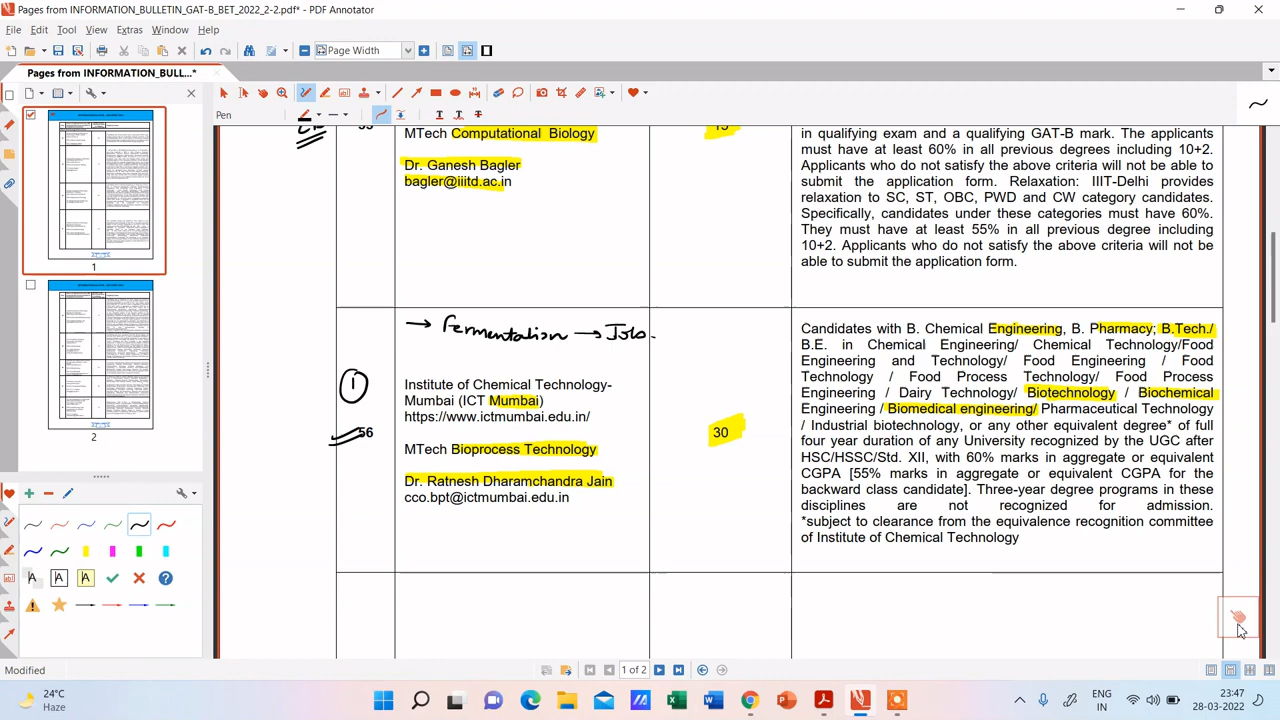 Pages from INFORMATION_BULLETIN_GAT-B_BET_2022_2-2.pdf* - PDF Annotator
File Edit Tool View Extras Window Help
Page Width
Pages from INFORMATION_BULL...*
Pen
MTech Computational Biology
Dr. Ganesh Bagler
bagler@iiitd.ac.in
in qualifying exam and a qualifying GAT-B mark. The applicants
must have at least 60% in all previous degrees including 10+2.
Applicants who do not satisfy the above criteria will not be able to
submit the application form. Relaxation: IIIT-Delhi provides
relaxation to SC, ST, OBC, PWD and CW category candidates.
Specifically, candidates under these categories must have 60%.
They must have at least 55% in all previous degree including
10+2. Applicants who do not satisfy the above criteria will not be
able to submit the application form.
1
2
→ Fermentation → Job
1
56
Institute of Chemical Technology-
Mumbai (ICT Mumbai)
https://www.ictmumbai.edu.in/
MTech Bioprocess Technology
Dr. Ratnesh Dharamchandra Jain
cco.bpt@ictmumbai.edu.in
30
Candidates with B. Chemical Engineering, B. Pharmacy; B.Tech./
B.E. in Chemical Engineering/ Chemical Technology/Food
Engineering and Technology/ Food Engineering / Food
Technology / Food Process Technology/ Food Process
Engineering / Dairy Technology/ Biotechnology / Biochemical
Engineering / Biomedical engineering/ Pharmaceutical Technology
/ Industrial biotechnology, or any other equivalent degree* of full
four year duration of any University recognized by the UGC after
HSC/HSSC/Std. XII, with 60% marks in aggregate or equivalent
CGPA [55% marks in aggregate or equivalent CGPA for the
backward class candidate]. Three-year degree programs in these
disciplines are not recognized for admission.
*subject to clearance from the equivalence recognition committee
of Institute of Chemical Technology
Modified
1 of 2
24°C
Haze
ENG
IN
23:47
28-03-2022